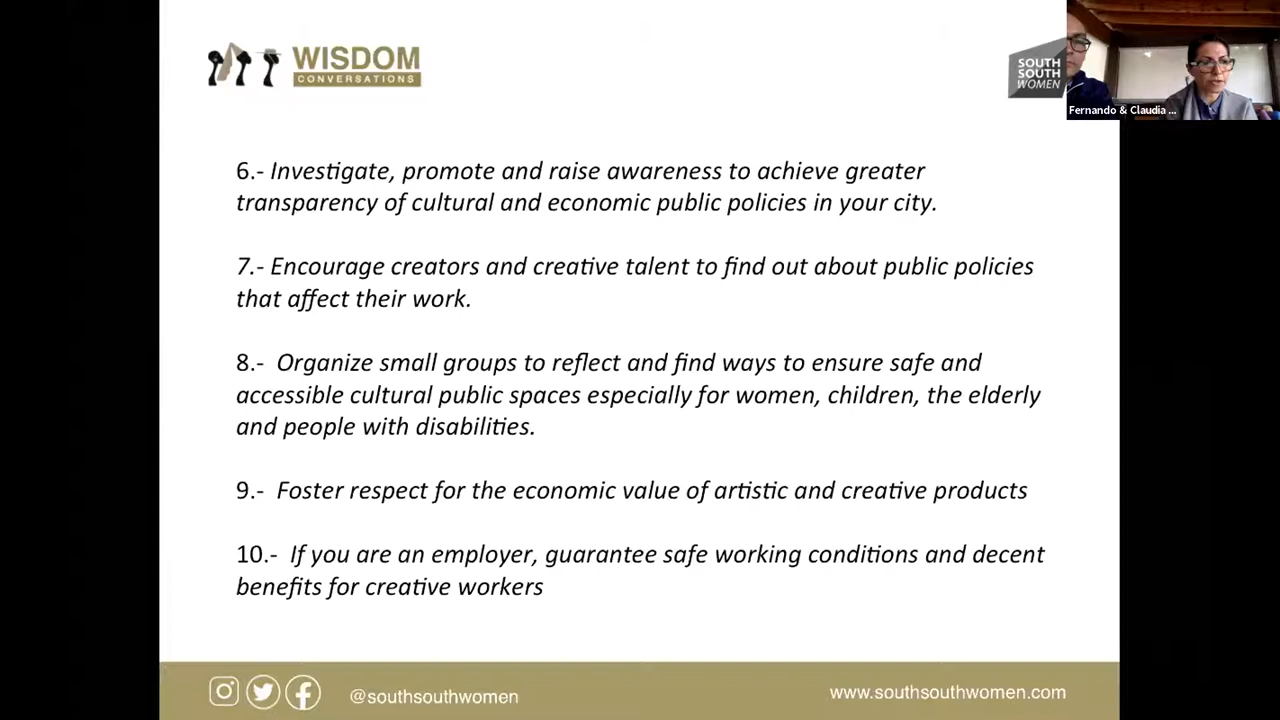 WISDOM
CONVERSATIONS
SOUTH
SOUTH
WOMEN
Fernando & Claudia ...
6.- Investigate, promote and raise awareness to achieve greater
transparency of cultural and economic public policies in your city.
7.- Encourage creators and creative talent to find out about public policies
that affect their work.
8.- Organize small groups to reflect and find ways to ensure safe and
accessible cultural public spaces especially for women, children, the elderly
and people with disabilities.
9.- Foster respect for the economic value of artistic and creative products
10.- If you are an employer, guarantee safe working conditions and decent
benefits for creative workers
@southsouthwomen
www.southsouthwomen.com